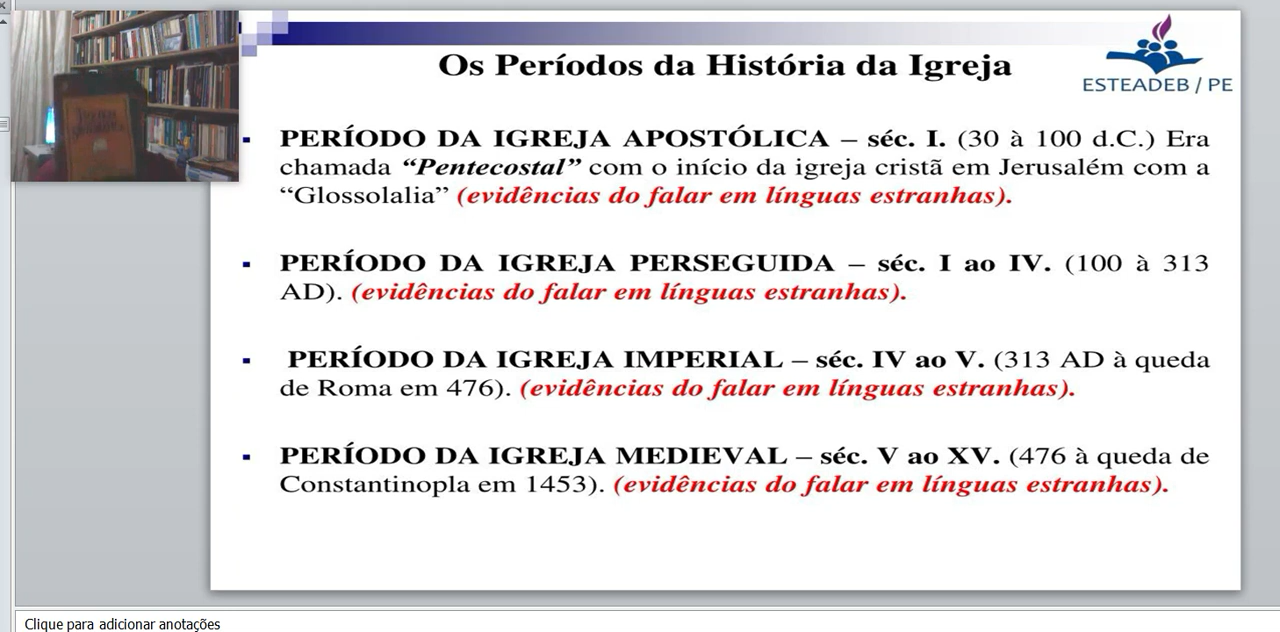 Os Períodos da História da Igreja
ESTEADEB / PE
▪ PERÍODO DA IGREJA APOSTÓLICA – séc. I. (30 à 100 d.C.) Era
chamada “Pentecostal” com o início da igreja cristã em Jerusalém com a
“Glossolalia” (evidências do falar em línguas estranhas).
▪ PERÍODO DA IGREJA PERSEGUIDA – séc. I ao IV. (100 à 313
AD). (evidências do falar em línguas estranhas).
▪ PERÍODO DA IGREJA IMPERIAL – séc. IV ao V. (313 AD à queda
de Roma em 476). (evidências do falar em línguas estranhas).
▪ PERÍODO DA IGREJA MEDIEVAL – séc. V ao XV. (476 à queda de
Constantinopla em 1453). (evidências do falar em línguas estranhas).
Clique para adicionar anotações